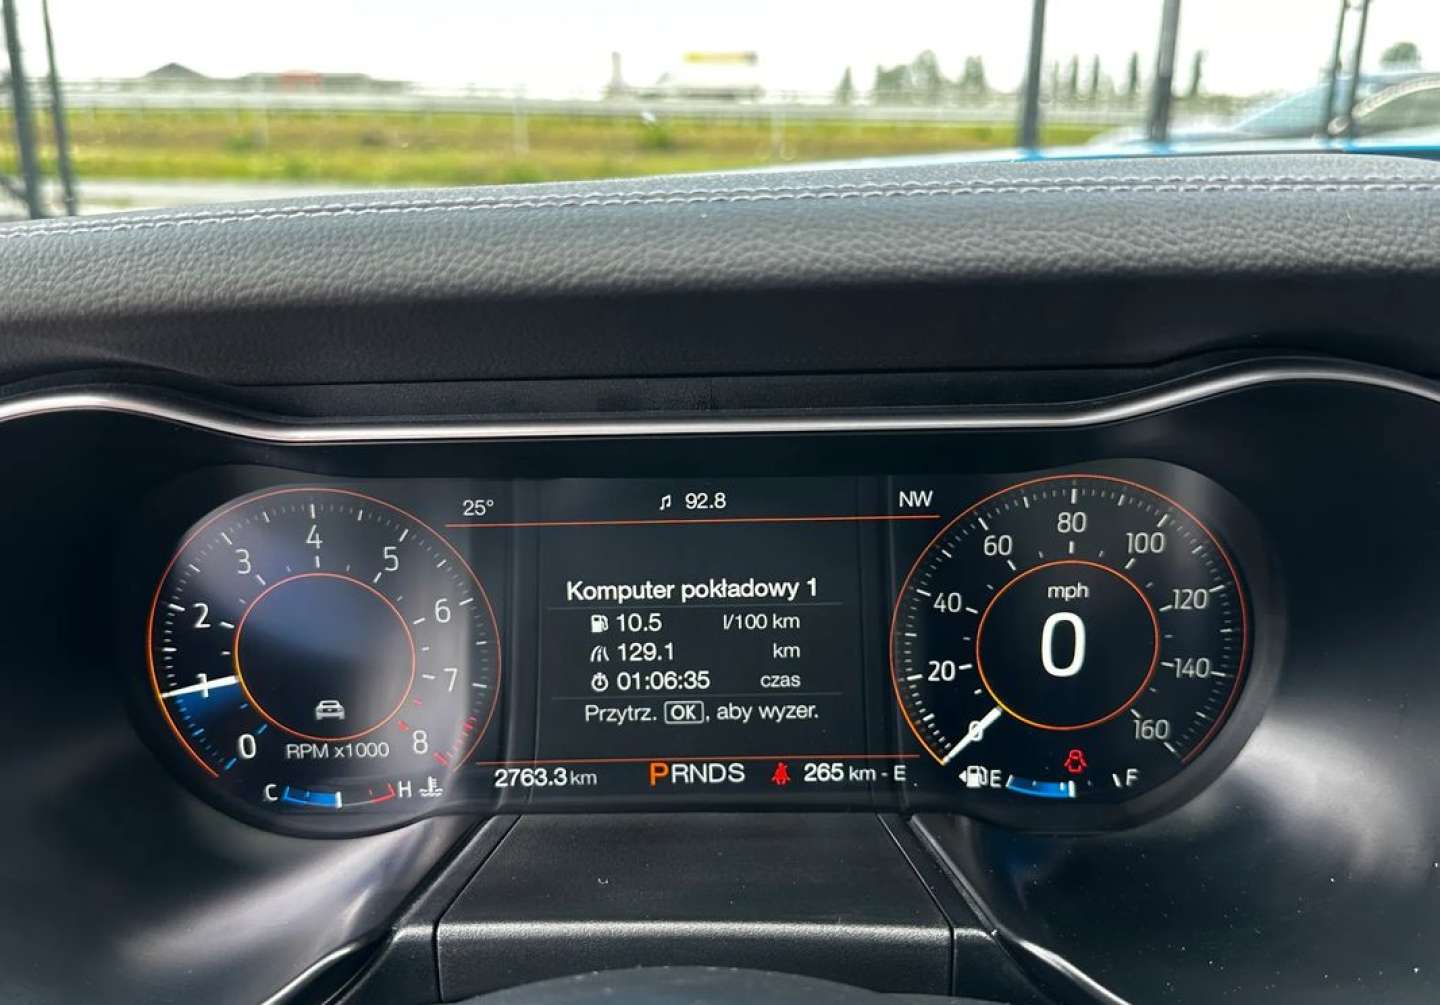 25° ♫ 92.8 NW
0 1 2 3 4 5 6 7 8
RPM x1000
C H
Komputer pokładowy 1
10.5 l/100 km
129.1 km
01:06:35 czas
Przytrz. OK, aby wyzer.
2763.3 km PRNDS 265 km - E
0 20 40 60 80 100 120 140 160
mph
0
E F